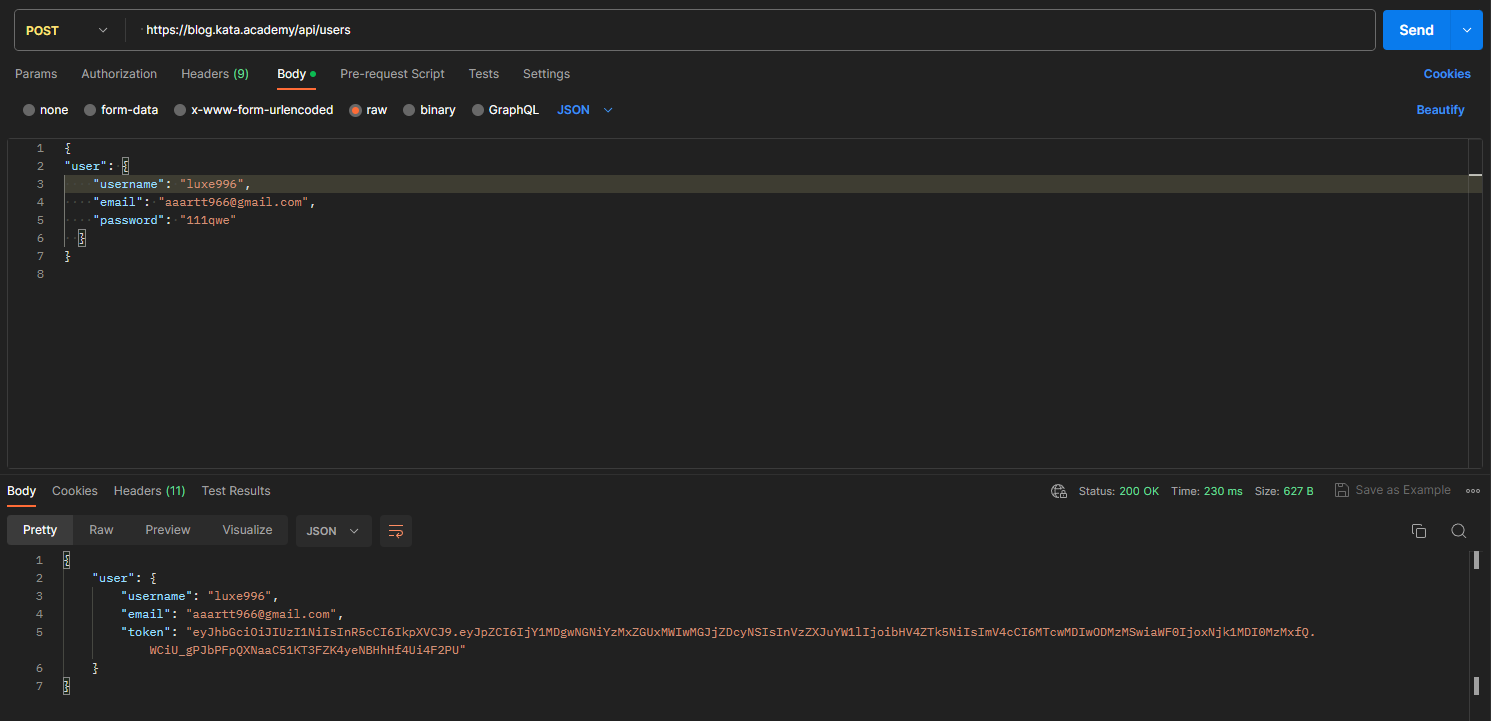 POST https://blog.kata.academy/api/users Send
Params Authorization Headers (9) Body Pre-request Script Tests Settings Cookies
none form-data x-www-form-urlencoded raw binary GraphQL JSON Beautify
1 {
2 "user": {
3 "username": "luxe996",
4 "email": "aaartt966@gmail.com",
5 "password": "111qwe"
6 }
7 }
8
Body Cookies Headers (11) Test Results Status: 200 OK Time: 230 ms Size: 627 B Save as Example
Pretty Raw Preview Visualize JSON
1 {
2 "user": {
3 "username": "luxe996",
4 "email": "aaartt966@gmail.com",
5 "token": "eyJhbGciOiJIUzI1NiIsInR5cCI6IkpXVCJ9.eyJpZCI6IjY1MDgwNGNiYzMxZGUxMWIwMGJjZDcyNSIsInVzZXJuYW1lIjoibHV4ZTk5NiIsImV4cCI6MTcwMDIwODMzMSwiaWF0IjoxNjk1MDI0MzMxfQ.
WCiU_gPJbPFpQXNaaC51KT3FZK4yeNBHhHf4Ui4F2PU"
6 }
7 }